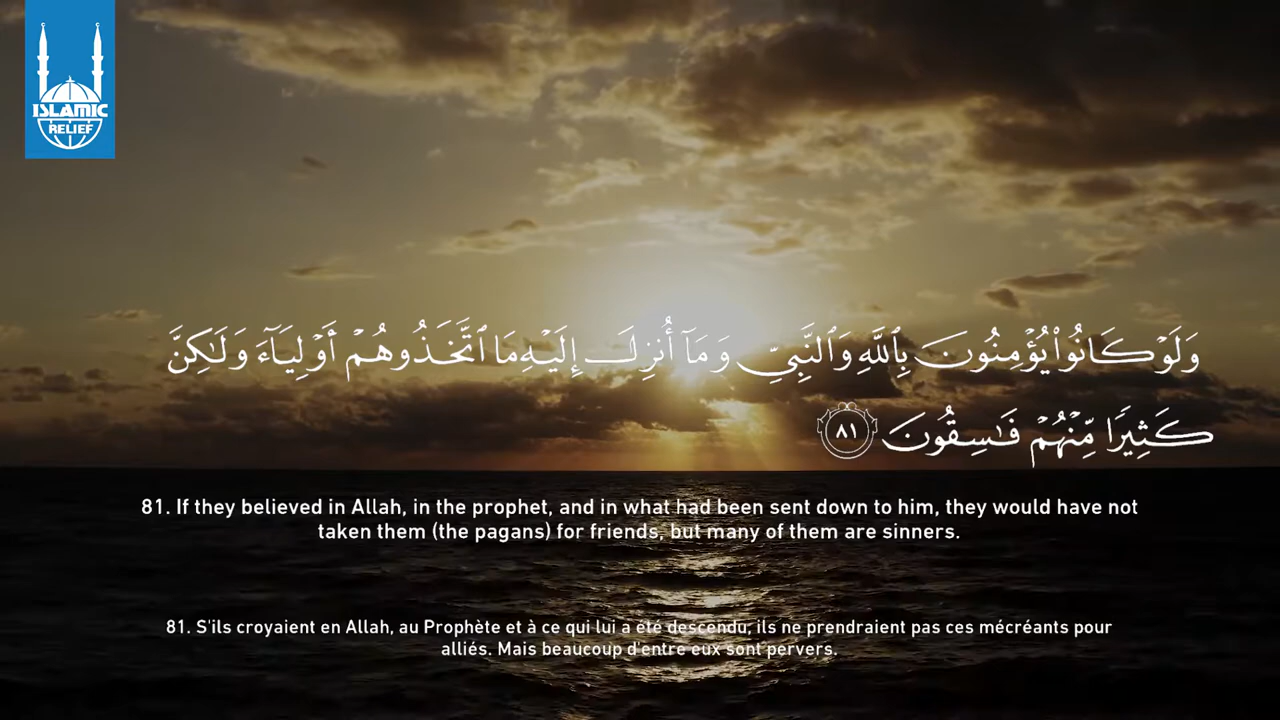 ISLAMIC
RELIEF
وَلَوْ كَانُوا۟ يُؤْمِنُونَ بِٱللَّهِ وَٱلنَّبِىِّ وَمَآ أُنزِلَ إِلَيْهِ مَا ٱتَّخَذُوهُمْ أَوْلِيَآءَ وَلَٰكِنَّ
كَثِيرًا مِّنْهُمْ فَٰسِقُونَ ٨١
81. If they believed in Allah, in the prophet, and in what had been sent down to him, they would have not
taken them (the pagans) for friends, but many of them are sinners.
81. S'ils croyaient en Allah, au Prophète et à ce qui lui a été descendu, ils ne prendraient pas ces mécréants pour
alliés. Mais beaucoup d'entre eux sont pervers.